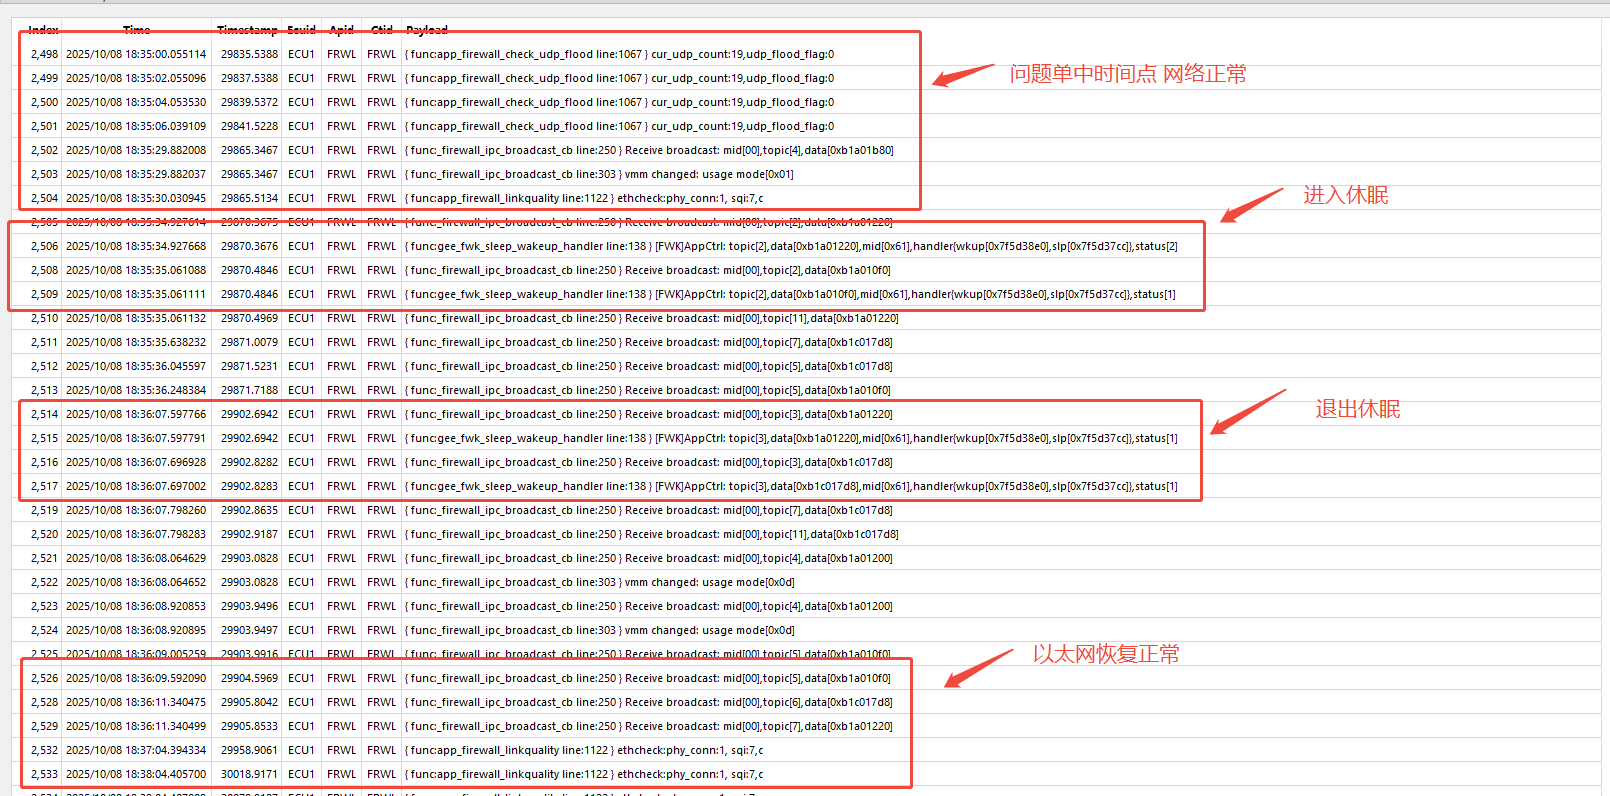 Index Time Timestamp Ecuid Apid Ctid Payload
2,498 2025/10/08 18:35:00.055114 29835.5388 ECU1 FRWL FRWL { func:app_firewall_check_udp_flood line:1067 } cur_udp_count:19,udp_flood_flag:0
2,499 2025/10/08 18:35:02.055096 29837.5388 ECU1 FRWL FRWL { func:app_firewall_check_udp_flood line:1067 } cur_udp_count:19,udp_flood_flag:0
问题单中时间点 网络正常
2,500 2025/10/08 18:35:04.053530 29839.5372 ECU1 FRWL FRWL { func:app_firewall_check_udp_flood line:1067 } cur_udp_count:19,udp_flood_flag:0
2,501 2025/10/08 18:35:06.039109 29841.5228 ECU1 FRWL FRWL { func:app_firewall_check_udp_flood line:1067 } cur_udp_count:19,udp_flood_flag:0
2,502 2025/10/08 18:35:29.882008 29865.3467 ECU1 FRWL FRWL { func:_firewall_ipc_broadcast_cb line:250 } Receive broadcast: mid[00],topic[4],data[0xb1a01b80]
2,503 2025/10/08 18:35:29.882037 29865.3467 ECU1 FRWL FRWL { func:_firewall_ipc_broadcast_cb line:303 } vmm changed: usage mode[0x01]
2,504 2025/10/08 18:35:30.030945 29865.5134 ECU1 FRWL FRWL { func:app_firewall_linkquality line:1122 } ethcheck:phy_conn:1, sqi:7,c
进入休眠
2,505 2025/10/08 18:35:34.927614 29870.3675 ECU1 FRWL FRWL { func:_firewall_ipc_broadcast_cb line:250 } Receive broadcast: mid[00],topic[2],data[0xb1a01220]
2,506 2025/10/08 18:35:34.927668 29870.3676 ECU1 FRWL FRWL { func:gee_fwk_sleep_wakeup_handler line:138 } [FWK]AppCtrl: topic[2],data[0xb1a01220],mid[0x61],handler{wkup[0x7f5d38e0],slp[0x7f5d37cc]},status[2]
2,508 2025/10/08 18:35:35.061088 29870.4846 ECU1 FRWL FRWL { func:_firewall_ipc_broadcast_cb line:250 } Receive broadcast: mid[00],topic[2],data[0xb1a010f0]
2,509 2025/10/08 18:35:35.061111 29870.4846 ECU1 FRWL FRWL { func:gee_fwk_sleep_wakeup_handler line:138 } [FWK]AppCtrl: topic[2],data[0xb1a010f0],mid[0x61],handler{wkup[0x7f5d38e0],slp[0x7f5d37cc]},status[1]
2,510 2025/10/08 18:35:35.061132 29870.4969 ECU1 FRWL FRWL { func:_firewall_ipc_broadcast_cb line:250 } Receive broadcast: mid[00],topic[11],data[0xb1a01220]
2,511 2025/10/08 18:35:35.638232 29871.0079 ECU1 FRWL FRWL { func:_firewall_ipc_broadcast_cb line:250 } Receive broadcast: mid[00],topic[7],data[0xb1c017d8]
2,512 2025/10/08 18:35:36.045597 29871.5231 ECU1 FRWL FRWL { func:_firewall_ipc_broadcast_cb line:250 } Receive broadcast: mid[00],topic[5],data[0xb1c017d8]
2,513 2025/10/08 18:35:36.248384 29871.7188 ECU1 FRWL FRWL { func:_firewall_ipc_broadcast_cb line:250 } Receive broadcast: mid[00],topic[5],data[0xb1a010f0]
2,514 2025/10/08 18:36:07.597766 29902.6942 ECU1 FRWL FRWL { func:_firewall_ipc_broadcast_cb line:250 } Receive broadcast: mid[00],topic[3],data[0xb1a01220]
退出休眠
2,515 2025/10/08 18:36:07.597791 29902.6942 ECU1 FRWL FRWL { func:gee_fwk_sleep_wakeup_handler line:138 } [FWK]AppCtrl: topic[3],data[0xb1a01220],mid[0x61],handler{wkup[0x7f5d38e0],slp[0x7f5d37cc]},status[1]
2,516 2025/10/08 18:36:07.696928 29902.8282 ECU1 FRWL FRWL { func:_firewall_ipc_broadcast_cb line:250 } Receive broadcast: mid[00],topic[3],data[0xb1c017d8]
2,517 2025/10/08 18:36:07.697002 29902.8283 ECU1 FRWL FRWL { func:gee_fwk_sleep_wakeup_handler line:138 } [FWK]AppCtrl: topic[3],data[0xb1c017d8],mid[0x61],handler{wkup[0x7f5d38e0],slp[0x7f5d37cc]},status[1]
2,519 2025/10/08 18:36:07.798260 29902.8635 ECU1 FRWL FRWL { func:_firewall_ipc_broadcast_cb line:250 } Receive broadcast: mid[00],topic[7],data[0xb1c017d8]
2,520 2025/10/08 18:36:07.798283 29902.9187 ECU1 FRWL FRWL { func:_firewall_ipc_broadcast_cb line:250 } Receive broadcast: mid[00],topic[11],data[0xb1c017d8]
2,521 2025/10/08 18:36:08.064629 29903.0828 ECU1 FRWL FRWL { func:_firewall_ipc_broadcast_cb line:250 } Receive broadcast: mid[00],topic[4],data[0xb1a01200]
2,522 2025/10/08 18:36:08.064652 29903.0828 ECU1 FRWL FRWL { func:_firewall_ipc_broadcast_cb line:303 } vmm changed: usage mode[0x0d]
2,523 2025/10/08 18:36:08.920853 29903.9496 ECU1 FRWL FRWL { func:_firewall_ipc_broadcast_cb line:250 } Receive broadcast: mid[00],topic[4],data[0xb1a01200]
2,524 2025/10/08 18:36:08.920895 29903.9497 ECU1 FRWL FRWL { func:_firewall_ipc_broadcast_cb line:303 } vmm changed: usage mode[0x0d]
2,525 2025/10/08 18:36:09.005259 29903.9916 ECU1 FRWL FRWL { func:_firewall_ipc_broadcast_cb line:250 } Receive broadcast: mid[00],topic[5],data[0xb1a010f0]
以太网恢复正常
2,526 2025/10/08 18:36:09.592090 29904.5969 ECU1 FRWL FRWL { func:_firewall_ipc_broadcast_cb line:250 } Receive broadcast: mid[00],topic[5],data[0xb1a010f0]
2,528 2025/10/08 18:36:11.340475 29905.8042 ECU1 FRWL FRWL { func:_firewall_ipc_broadcast_cb line:250 } Receive broadcast: mid[00],topic[6],data[0xb1c017d8]
2,529 2025/10/08 18:36:11.340499 29905.8533 ECU1 FRWL FRWL { func:_firewall_ipc_broadcast_cb line:250 } Receive broadcast: mid[00],topic[7],data[0xb1a01220]
2,532 2025/10/08 18:37:04.394334 29958.9061 ECU1 FRWL FRWL { func:app_firewall_linkquality line:1122 } ethcheck:phy_conn:1, sqi:7,c
2,533 2025/10/08 18:38:04.405700 30018.9171 ECU1 FRWL FRWL { func:app_firewall_linkquality line:1122 } ethcheck:phy_conn:1, sqi:7,c